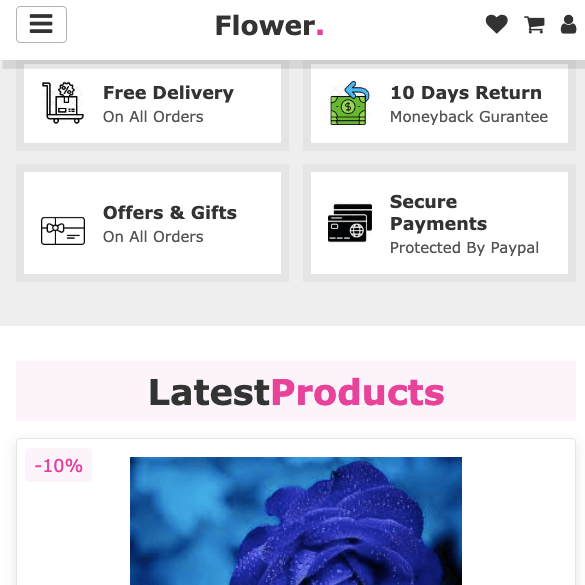 Flower.
Free Delivery
On All Orders
10 Days Return
Moneyback Gurantee
Offers & Gifts
On All Orders
Secure
Payments
Protected By Paypal
LatestProducts
-10%